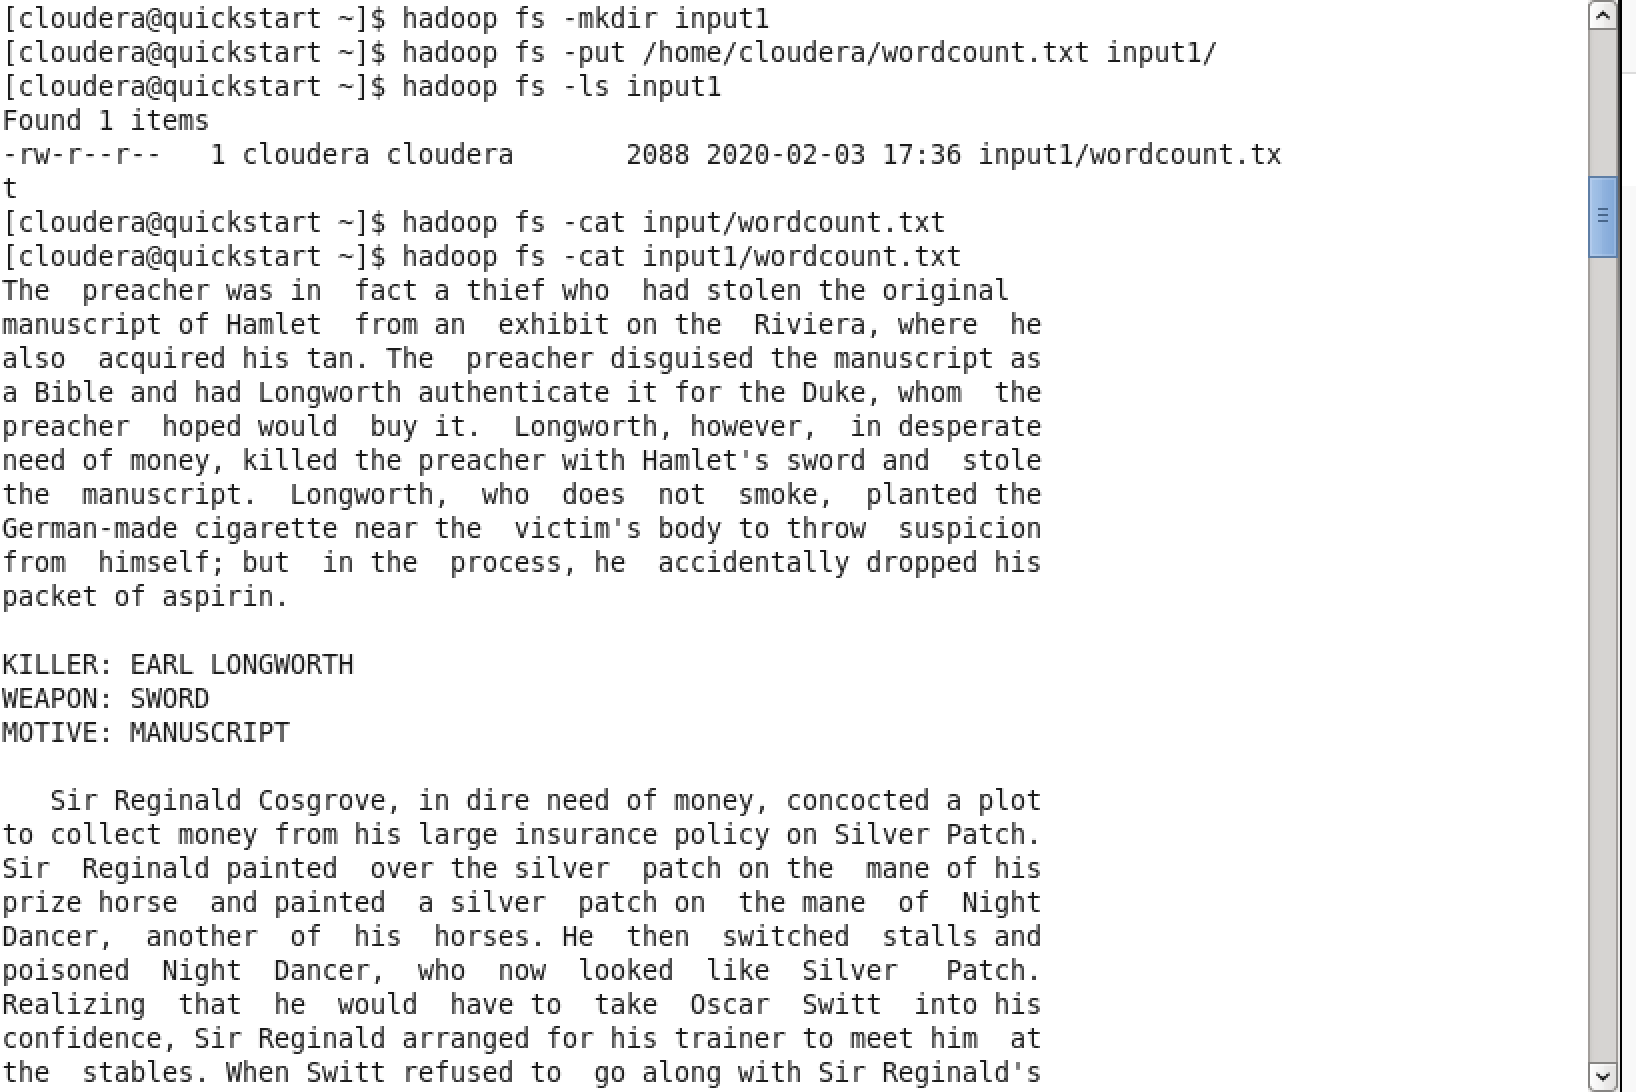 [cloudera@quickstart ~]$ hadoop fs -mkdir input1
[cloudera@quickstart ~]$ hadoop fs -put /home/cloudera/wordcount.txt input1/
[cloudera@quickstart ~]$ hadoop fs -ls input1
Found 1 items
-rw-r--r--   1 cloudera cloudera       2088 2020-02-03 17:36 input1/wordcount.tx
t
[cloudera@quickstart ~]$ hadoop fs -cat input/wordcount.txt
[cloudera@quickstart ~]$ hadoop fs -cat input1/wordcount.txt
The  preacher was in  fact a thief who  had stolen the original
manuscript of Hamlet  from an  exhibit on the  Riviera, where  he
also  acquired his tan. The  preacher disguised the manuscript as
a Bible and had Longworth authenticate it for the Duke, whom  the
preacher  hoped would  buy it.  Longworth, however,  in desperate
need of money, killed the preacher with Hamlet's sword and  stole
the  manuscript.  Longworth,  who  does  not  smoke,  planted the
German-made cigarette near the  victim's body to throw  suspicion
from  himself; but  in the  process, he  accidentally dropped his
packet of aspirin.

KILLER: EARL LONGWORTH
WEAPON: SWORD
MOTIVE: MANUSCRIPT

   Sir Reginald Cosgrove, in dire need of money, concocted a plot
to collect money from his large insurance policy on Silver Patch.
Sir  Reginald painted  over the silver  patch on the  mane of his
prize horse  and painted  a silver  patch on  the mane  of  Night
Dancer,  another  of  his  horses. He  then  switched  stalls and
poisoned  Night  Dancer,  who  now  looked  like  Silver   Patch.
Realizing  that  he  would  have to  take  Oscar  Switt  into his
confidence, Sir Reginald arranged for his trainer to meet him  at
the  stables. When Switt refused to  go along with Sir Reginald's